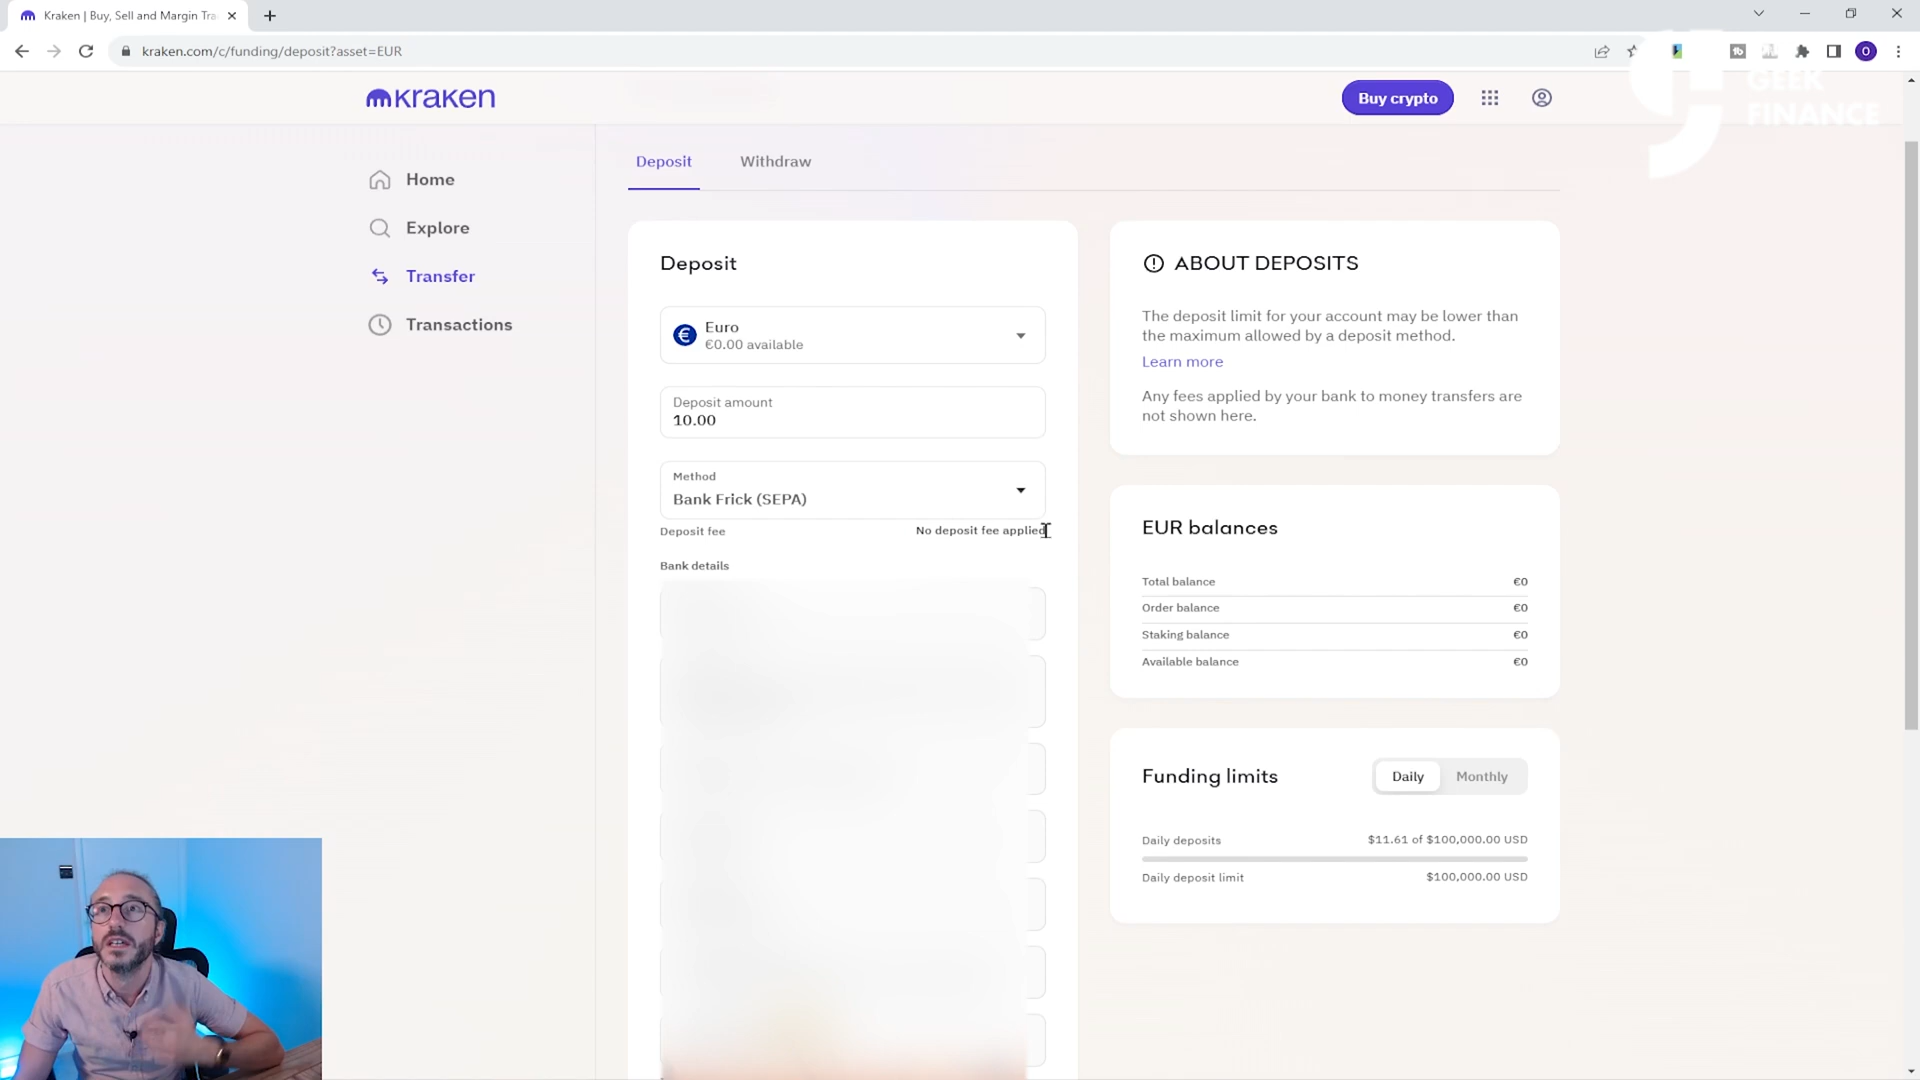 Kraken | Buy, Sell and Margin Tra
kraken.com/c/funding/deposit?asset=EUR
kraken
Buy crypto
GEEK
FINANCE
Home
Explore
Transfer
Transactions
Deposit
Withdraw
Deposit
Euro
€0.00 available
Deposit amount
10.00
Method
Bank Frick (SEPA)
Deposit fee
No deposit fee applied
Bank details
ABOUT DEPOSITS
The deposit limit for your account may be lower than
the maximum allowed by a deposit method.
Learn more
Any fees applied by your bank to money transfers are
not shown here.
EUR balances
Total balance €0
Order balance €0
Staking balance €0
Available balance €0
Funding limits
Daily
Monthly
Daily deposits $11.61 of $100,000.00 USD
Daily deposit limit $100,000.00 USD